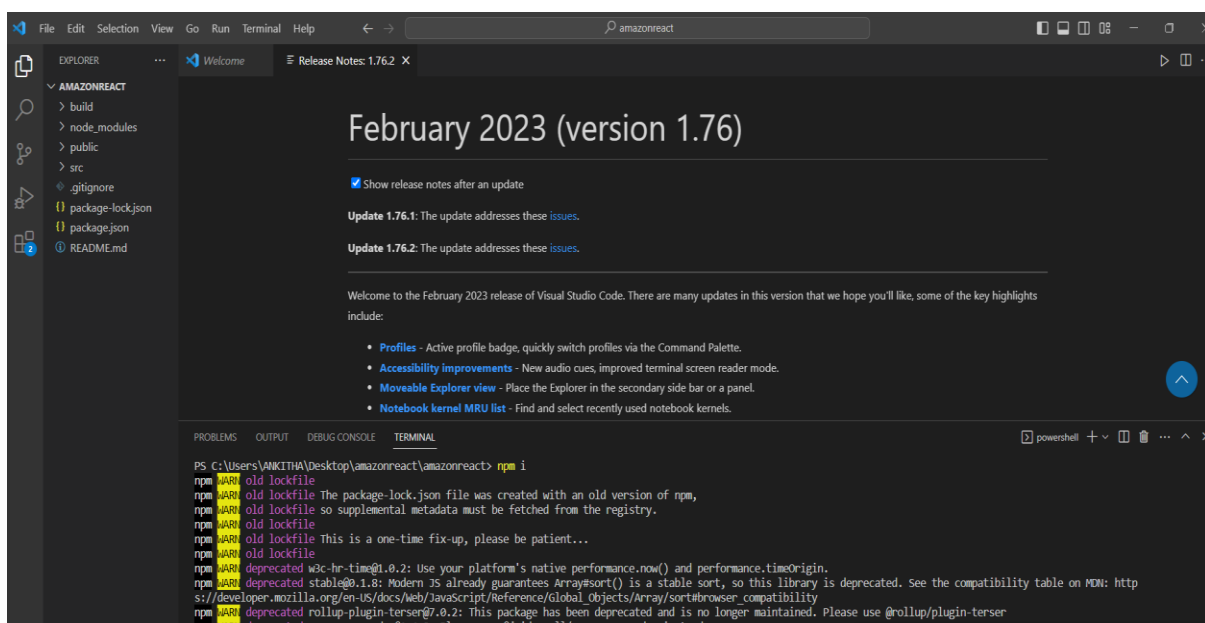 File Edit Selection View Go Run Terminal Help
amazonreact
EXPLORER
Welcome
Release Notes: 1.76.2
AMAZONREACT
build
node_modules
public
src
.gitignore
package-lock.json
package.json
README.md
2
February 2023 (version 1.76)
Show release notes after an update
Update 1.76.1: The update addresses these issues.
Update 1.76.2: The update addresses these issues.
Welcome to the February 2023 release of Visual Studio Code. There are many updates in this version that we hope you'll like, some of the key highlights
include:
• Profiles - Active profile badge, quickly switch profiles via the Command Palette.
• Accessibility improvements - New audio cues, improved terminal screen reader mode.
• Moveable Explorer view - Place the Explorer in the secondary side bar or a panel.
• Notebook kernel MRU list - Find and select recently used notebook kernels.
PROBLEMS OUTPUT DEBUG CONSOLE TERMINAL
powershell
PS C:\Users\ANKITHA\Desktop\amazonreact\amazonreact> npm i
npm WARN old lockfile
npm WARN old lockfile The package-lock.json file was created with an old version of npm,
npm WARN old lockfile so supplemental metadata must be fetched from the registry.
npm WARN old lockfile
npm WARN old lockfile This is a one-time fix-up, please be patient...
npm WARN old lockfile
npm WARN deprecated w3c-hr-time@1.0.2: Use your platform's native performance.now() and performance.timeOrigin.
npm WARN deprecated stable@0.1.8: Modern JS already guarantees Array#sort() is a stable sort, so this library is deprecated. See the compatibility table on MDN: http
s://developer.mozilla.org/en-US/docs/Web/JavaScript/Reference/Global_Objects/Array/sort#browser_compatibility
npm WARN deprecated rollup-plugin-terser@7.0.2: This package has been deprecated and is no longer maintained. Please use @rollup/plugin-terser